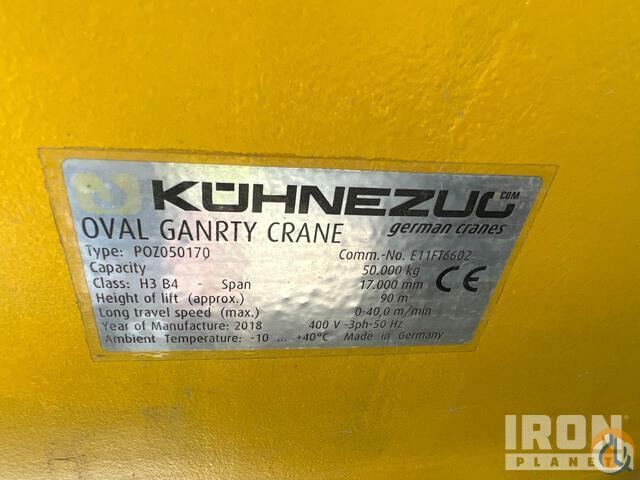 KÜHNEZUG
.COM
german cranes
OVAL GANRTY CRANE
Type: POZ050170 Comm.-No. E11FT6602
Capacity 50.000 kg
Class: H3 B4 - Span 17.000 mm
Height of lift (approx.) 90 m
Long travel speed (max.) 0-40,0 m/min
Year of Manufacture: 2018 400 V -3ph-50 Hz
Ambient Temperature: -10 ... +40°C Made in Germany
CE
IRON
PLANET